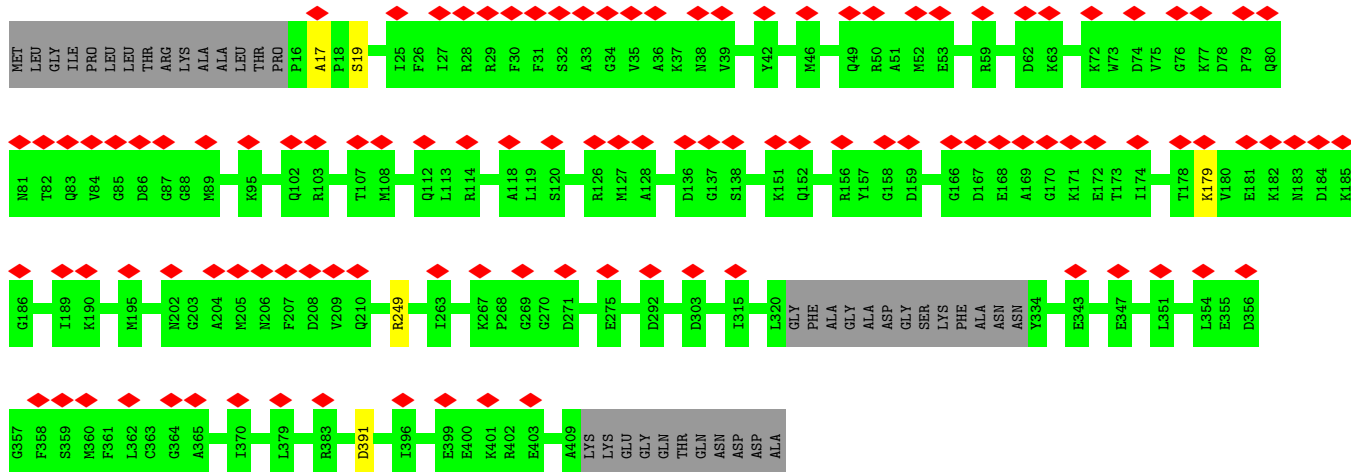 MET LEU GLY ILE PRO LEU LEU THR ARG LYS ALA ALA LEU THR PRO P16 A17 P18 S19 I25 F26 I27 R28 R29 F30 F31 S32 A33 G34 V35 A36 K37 N38 V39 Y42 M46 Q49 R50 A51 M52 E53 R59 D62 K63 K72 W73 D74 V75 G76 K77 D78 P79 Q80
N81 T82 Q83 V84 G85 D86 G87 G88 M89 K95 Q102 R103 T107 M108 Q112 L113 R114 A118 L119 S120 R126 M127 A128 D136 G137 S138 K151 Q152 R156 Y157 G158 D159 G166 D167 E168 A169 G170 K171 E172 T173 I174 T178 K179 V180 E181 K182 N183 D184 K185
G186 I189 K190 M195 N202 G203 A204 M205 N206 F207 D208 V209 Q210 R249 I263 K267 P268 G269 G270 D271 E275 D292 D303 I315 L320 GLY PHE ALA GLY ALA ASP GLY SER LYS PHE ALA ASN ASN Y334 E343 E347 L351 L354 E355 D356
G357 F358 S359 M360 F361 L362 C363 G364 A365 I370 L379 R383 D391 I396 E399 E400 K401 R402 E403 A409 LYS LYS GLU GLY GLN THR GLN ASN ASP ASP ALA